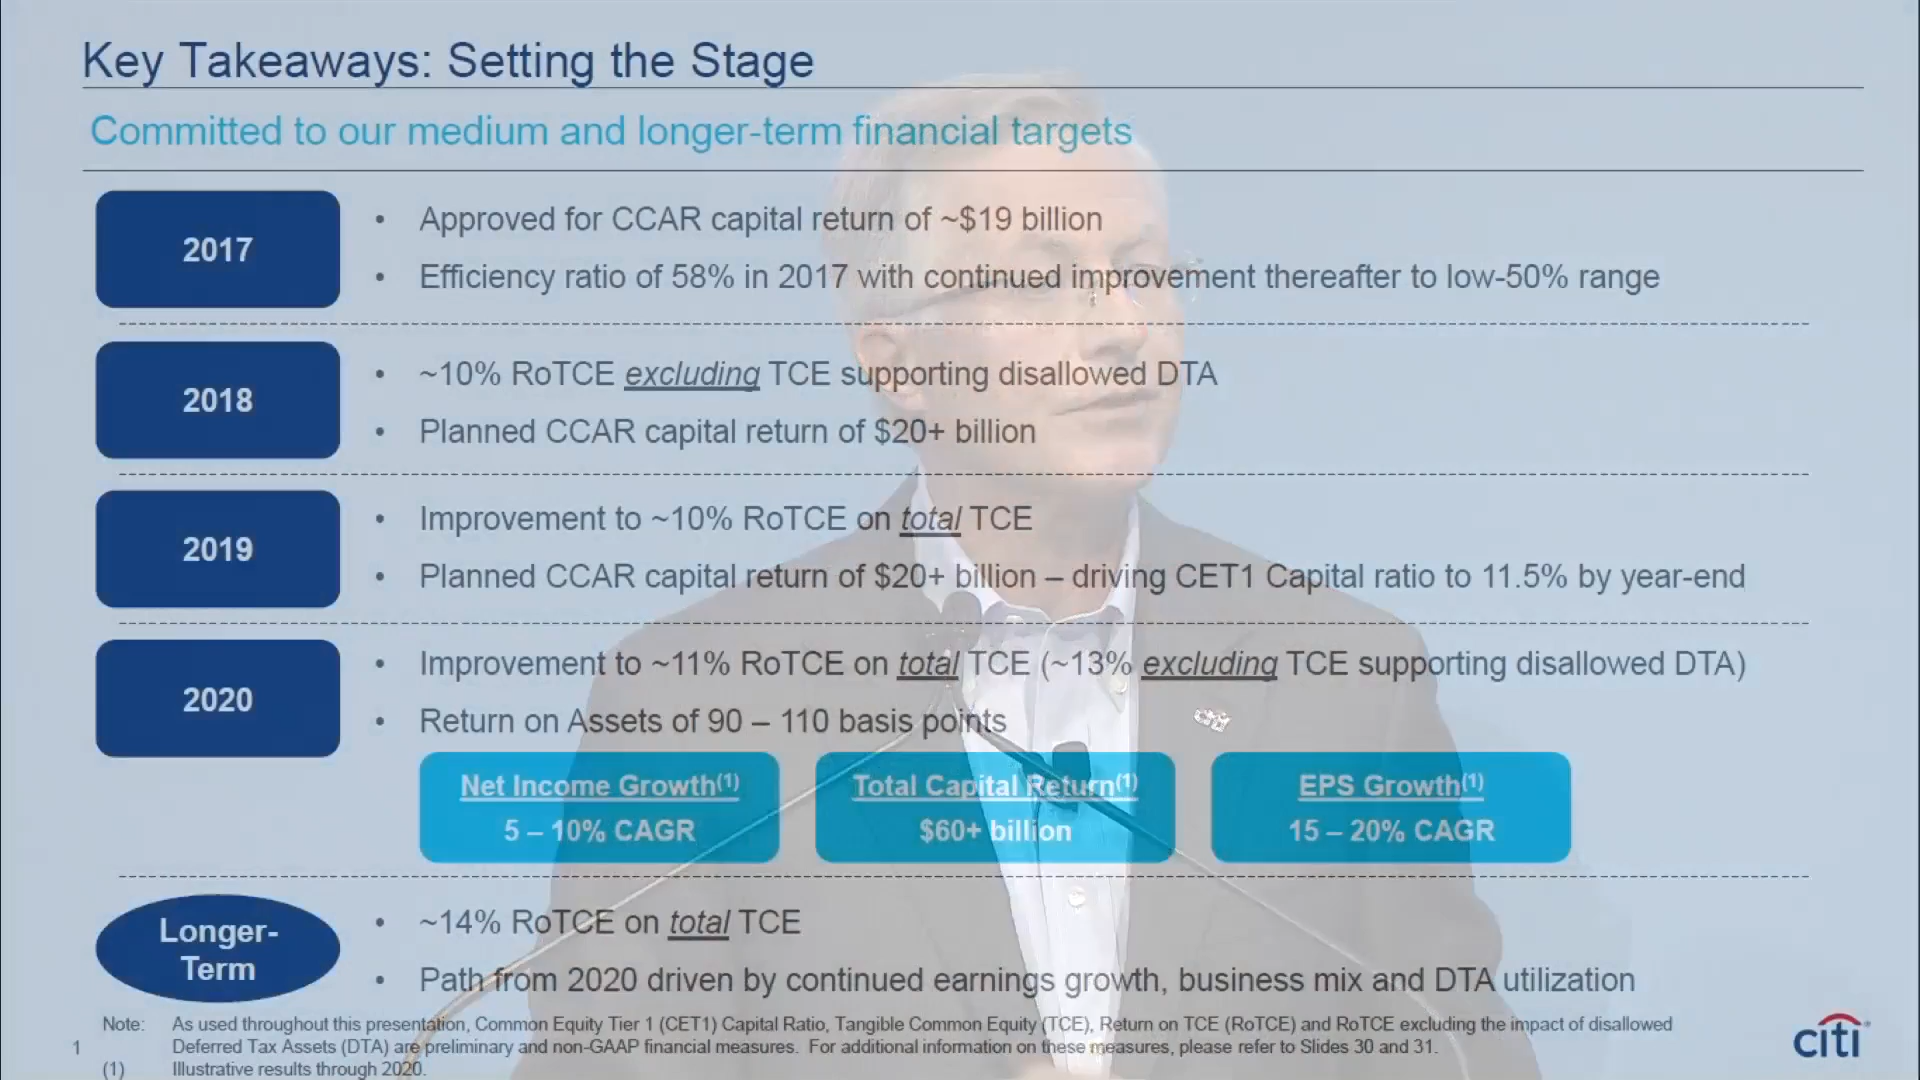 Key Takeaways: Setting the Stage
Committed to our medium and longer-term financial targets
2017
• Approved for CCAR capital return of ~$19 billion
• Efficiency ratio of 58% in 2017 with continued improvement thereafter to low-50% range
2018
• ~10% RoTCE excluding TCE supporting disallowed DTA
• Planned CCAR capital return of $20+ billion
2019
• Improvement to ~10% RoTCE on total TCE
• Planned CCAR capital return of $20+ billion – driving CET1 Capital ratio to 11.5% by year-end
2020
• Improvement to ~11% RoTCE on total TCE (~13% excluding TCE supporting disallowed DTA)
• Return on Assets of 90 – 110 basis points
Net Income Growth(1)
5 – 10% CAGR
Total Capital Return(1)
$60+ billion
EPS Growth(1)
15 – 20% CAGR
Longer-
Term
• ~14% RoTCE on total TCE
• Path from 2020 driven by continued earnings growth, business mix and DTA utilization
Note: As used throughout this presentation, Common Equity Tier 1 (CET1) Capital Ratio, Tangible Common Equity (TCE), Return on TCE (RoTCE) and RoTCE excluding the impact of disallowed
Deferred Tax Assets (DTA) are preliminary and non-GAAP financial measures. For additional information on these measures, please refer to Slides 30 and 31.
(1) Illustrative results through 2020.
1
citi